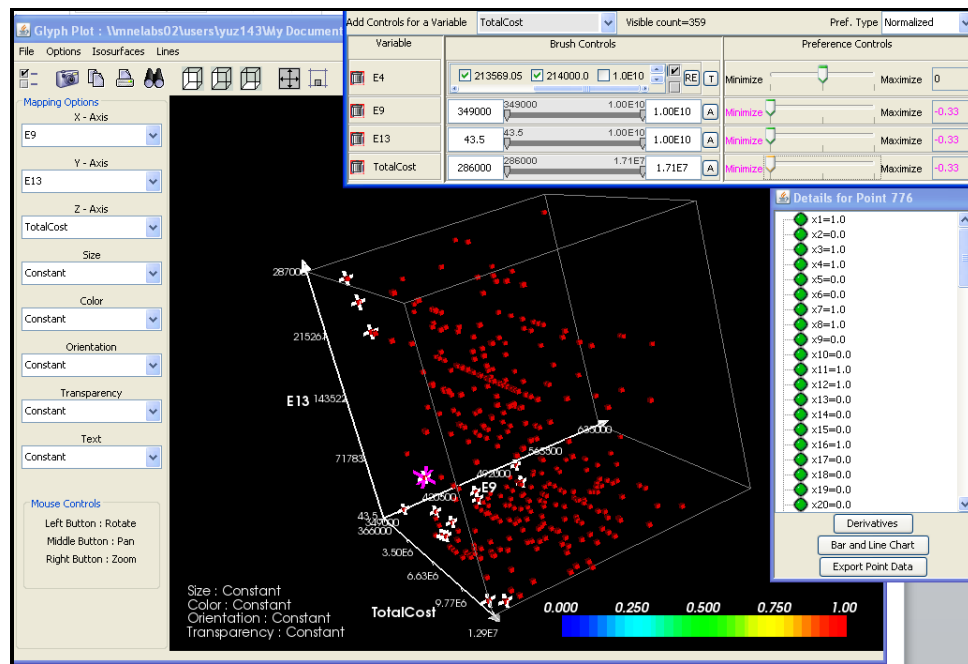 Glyph Plot : \\mnelabs02\users\yuz143\My Document
File Options Isosurfaces Lines
Mapping Options
X - Axis
E9
Y - Axis
E13
Z - Axis
TotalCost
Size
Constant
Color
Constant
Orientation
Constant
Transparency
Constant
Text
Constant
Mouse Controls
Left Button : Rotate
Middle Button : Pan
Right Button : Zoom
Add Controls for a Variable TotalCost Visible count=359 Pref. Type Normalized
Variable Brush Controls Preference Controls
E4 213569.05 214000.0 1.0E10 RE T Minimize Maximize 0
E9 349000 349000 1.00E10 1.00E10 A Minimize Maximize -0.33
E13 43.5 43.5 1.00E10 1.00E10 A Minimize Maximize -0.33
TotalCost 286000 286000 1.71E7 1.71E7 A Minimize Maximize -0.33
287000
215261
E13 143522
71783
43.5
349000
366000
3.50E6
6.63E6
9.77E6
1.29E7
TotalCost
420500
E9
492000
563500
635000
Size : Constant
Color : Constant
Orientation : Constant
Transparency : Constant
0.000 0.250 0.500 0.750 1.00
Details for Point 776
x1=1.0
x2=0.0
x3=1.0
x4=1.0
x5=0.0
x6=0.0
x7=1.0
x8=1.0
x9=0.0
x10=0.0
x11=1.0
x12=1.0
x13=0.0
x14=0.0
x15=0.0
x16=1.0
x17=0.0
x18=0.0
x19=0.0
x20=0.0
Derivatives
Bar and Line Chart
Export Point Data